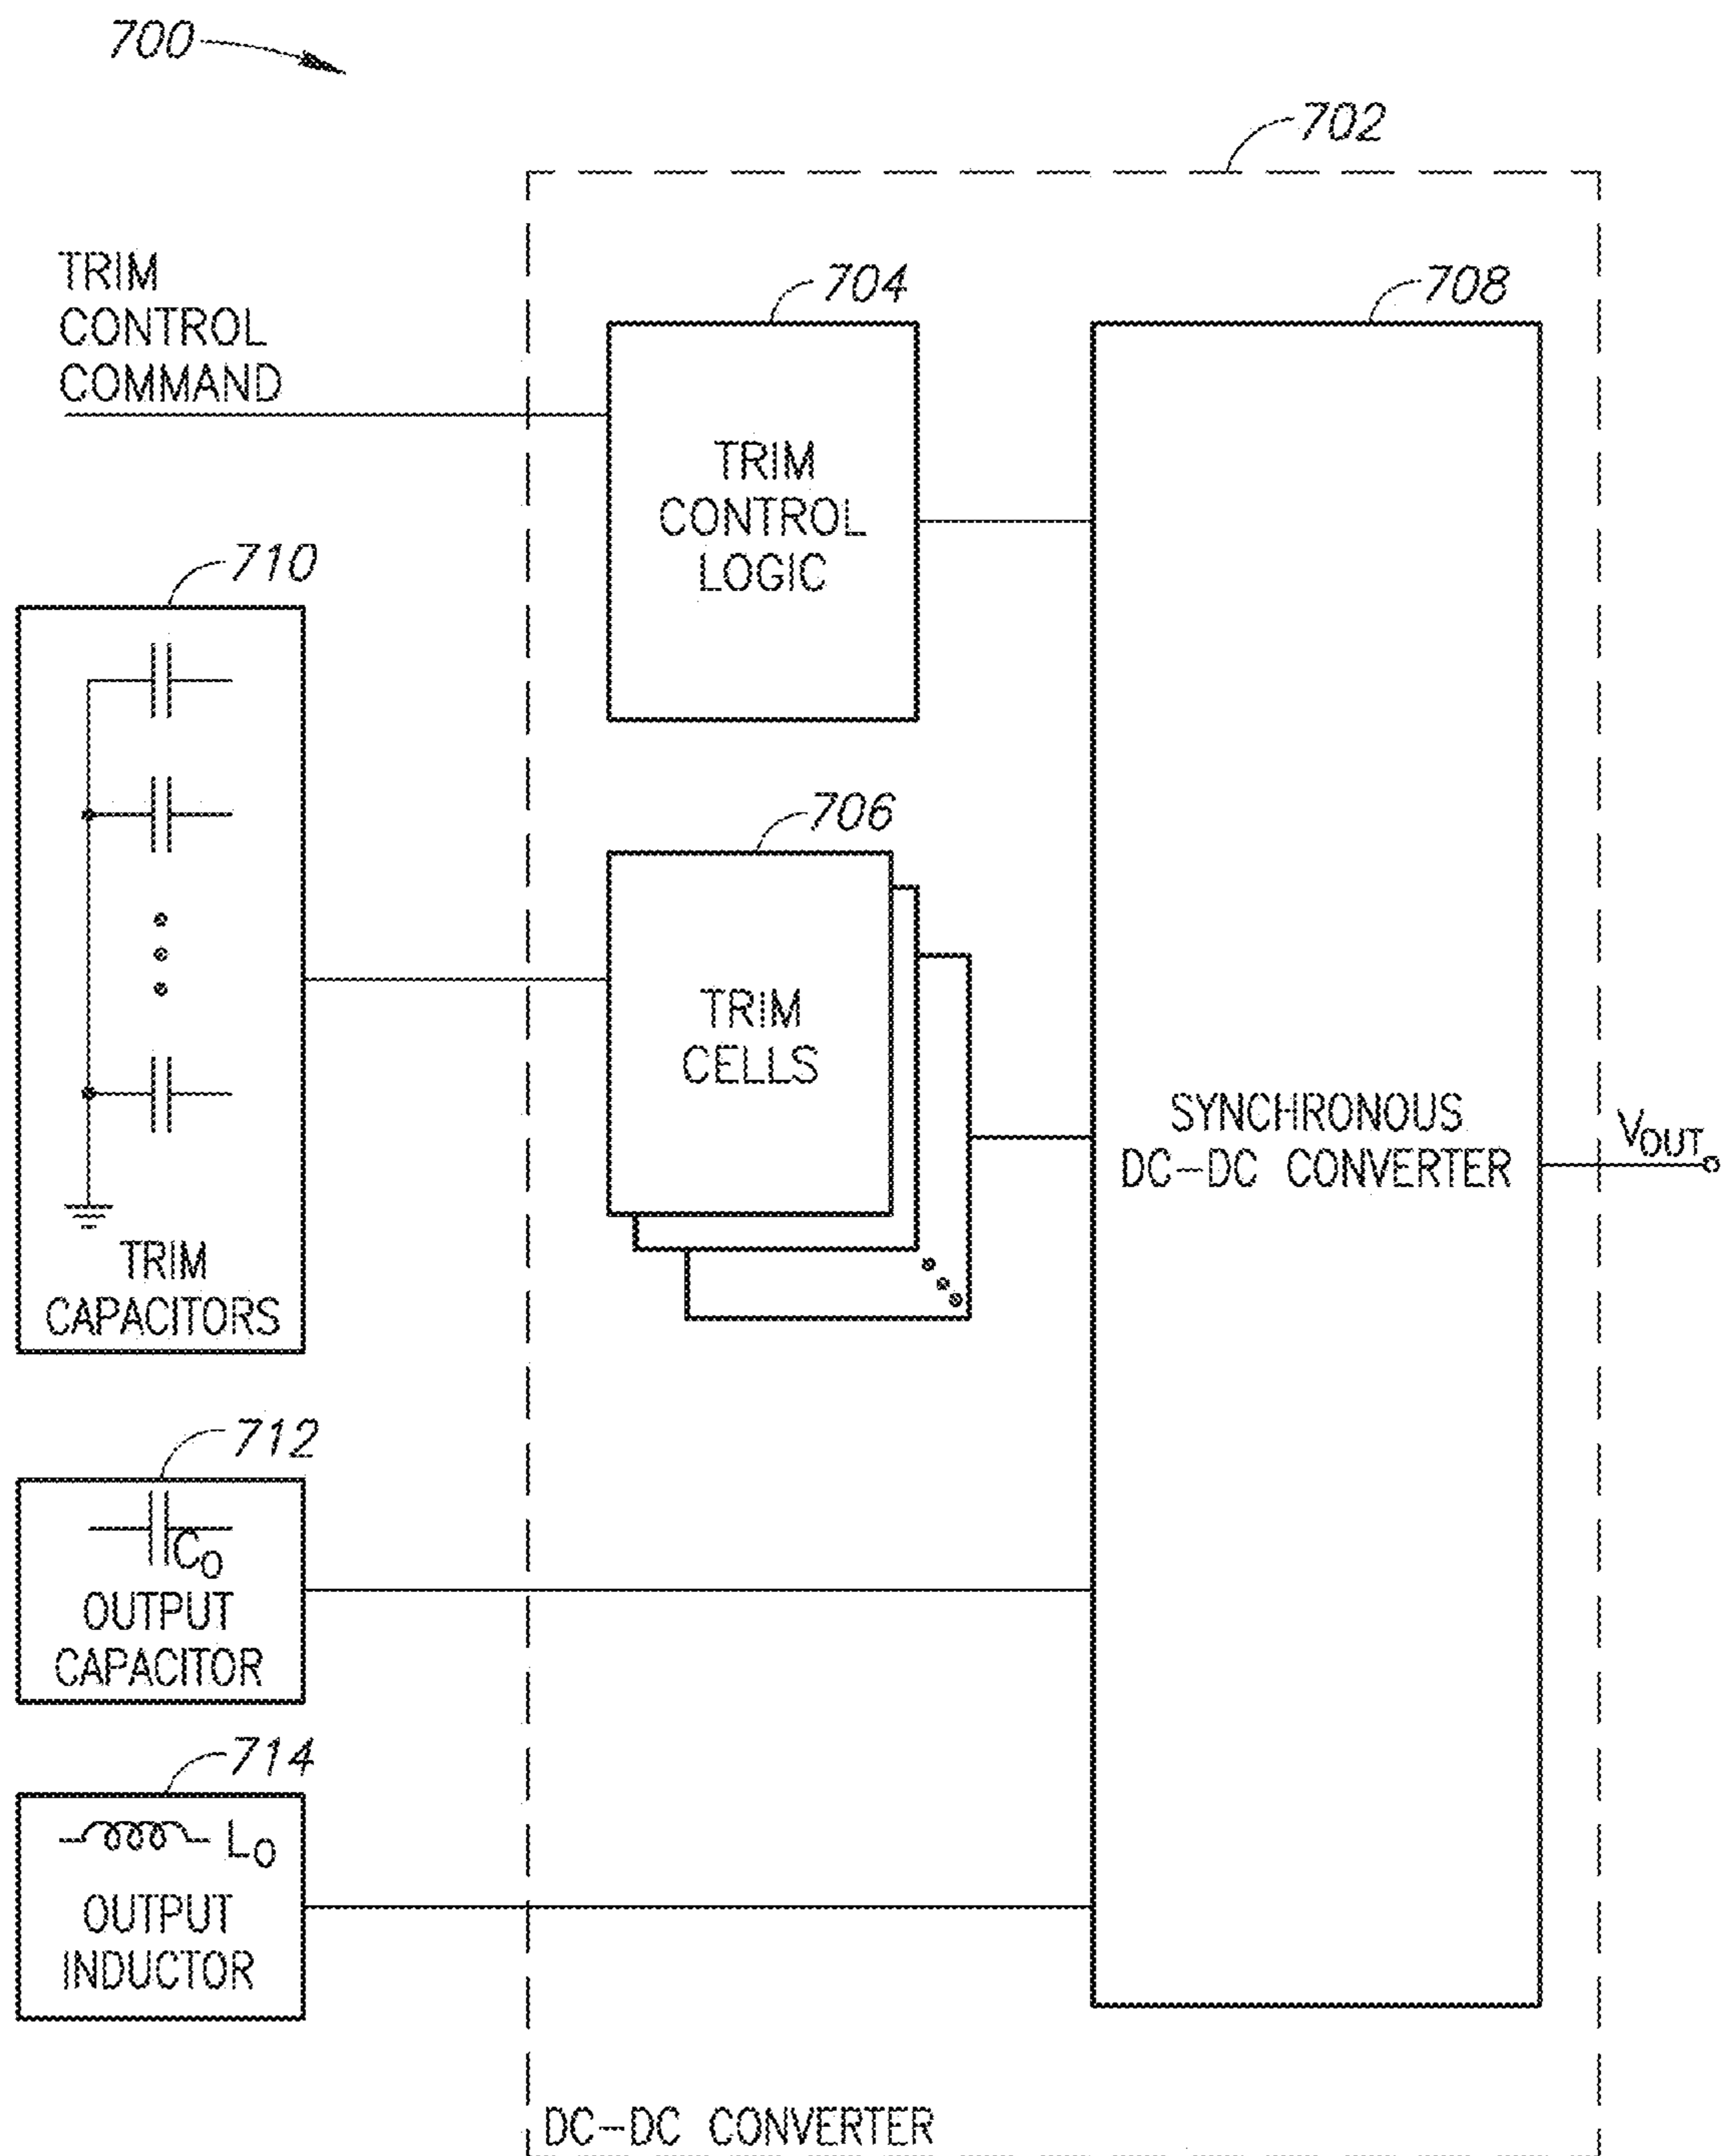 700
702
TRIM
CONTROL
COMMAND
704
708
TRIM
CONTROL
LOGIC
710
706
TRIM
CELLS
SYNCHRONOUS
DC-DC CONVERTER
VOUT
TRIM
CAPACITORS
712
CO
OUTPUT
CAPACITOR
714
LO
OUTPUT
INDUCTOR
DC-DC CONVERTER